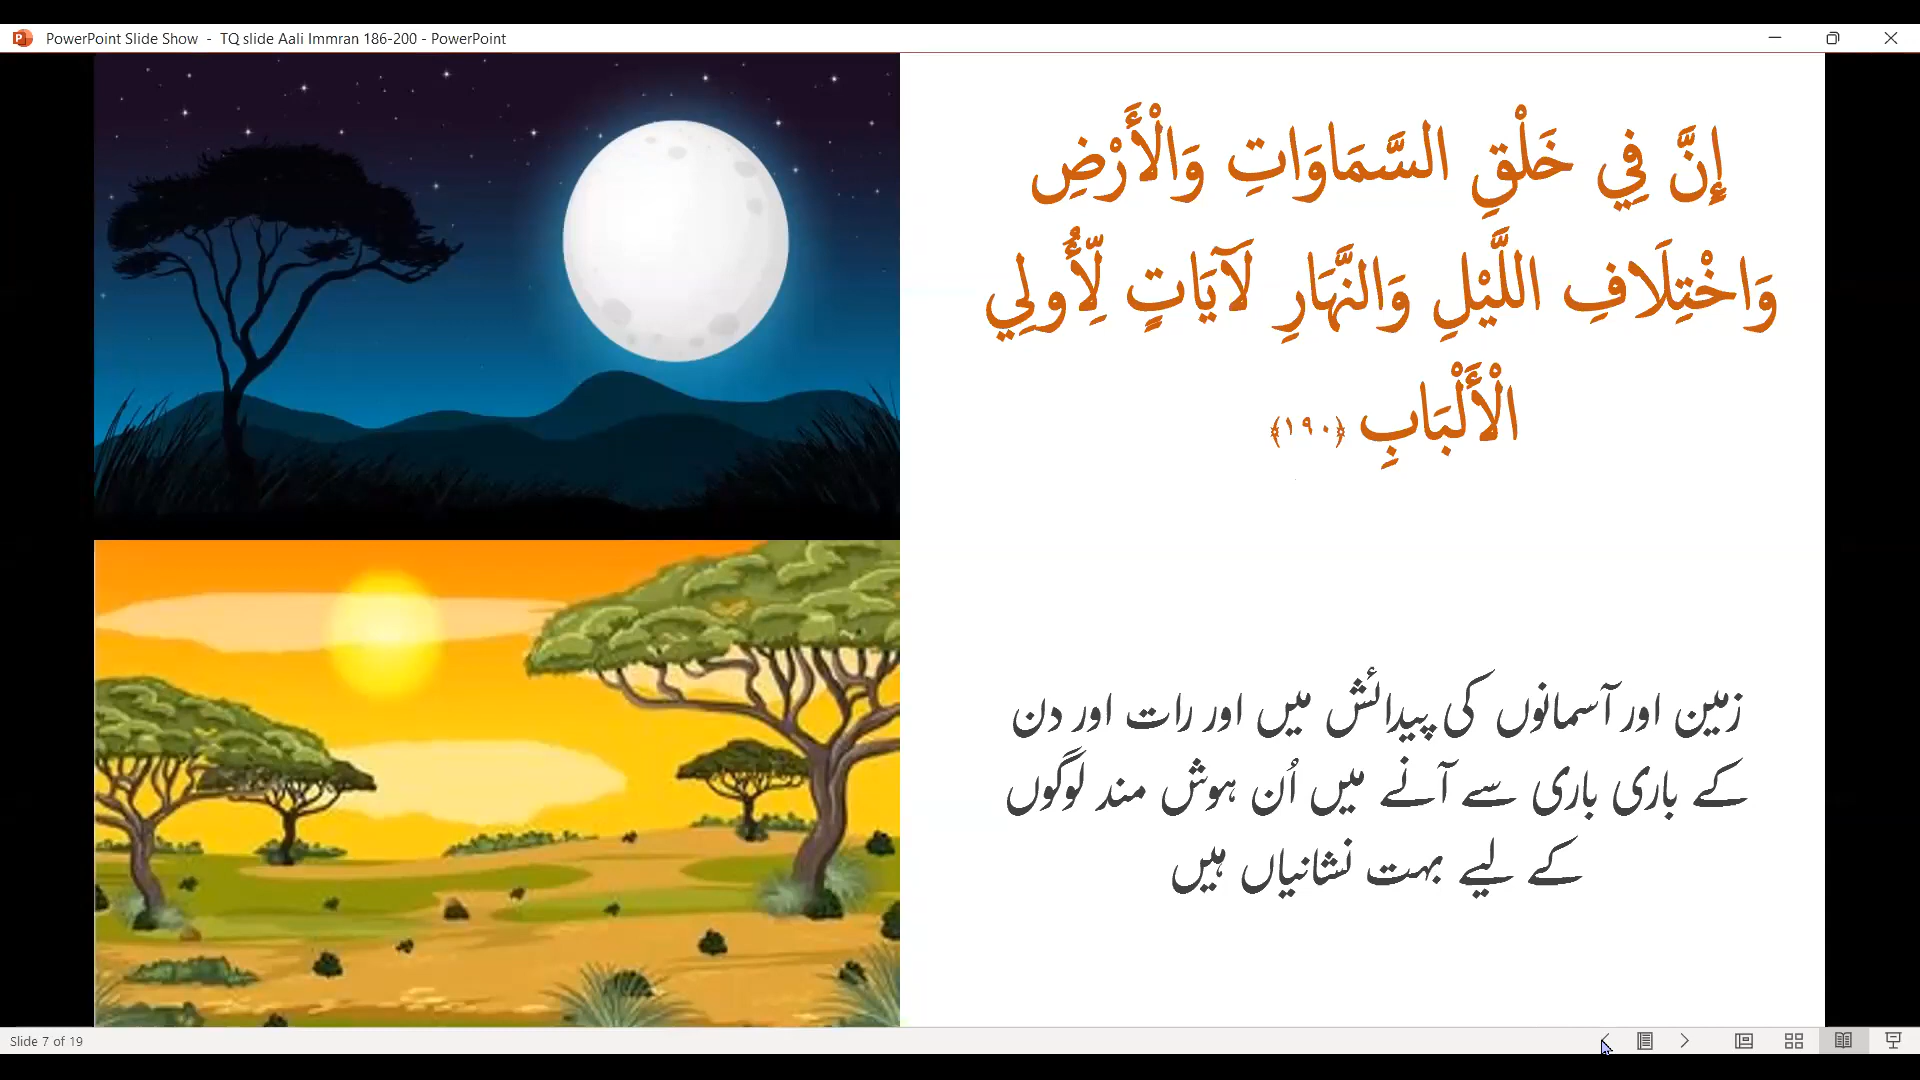 PowerPoint Slide Show - TQ slide Aali Immran 186-200 - PowerPoint
إِنَّ فِي خَلْقِ السَّمَاوَاتِ وَالْأَرْضِ
وَاخْتِلَافِ اللَّيْلِ وَالنَّهَارِ لَآيَاتٍ لِّأُولِي
الْأَلْبَابِ ﴿١٩٠﴾
زمین اور آسمانوں کی پیدائش میں اور رات اور دن
کے باری باری سے آنے میں اُن ہوش مند لوگوں
کے لیے بہت نشانیاں ہیں
Slide 7 of 19